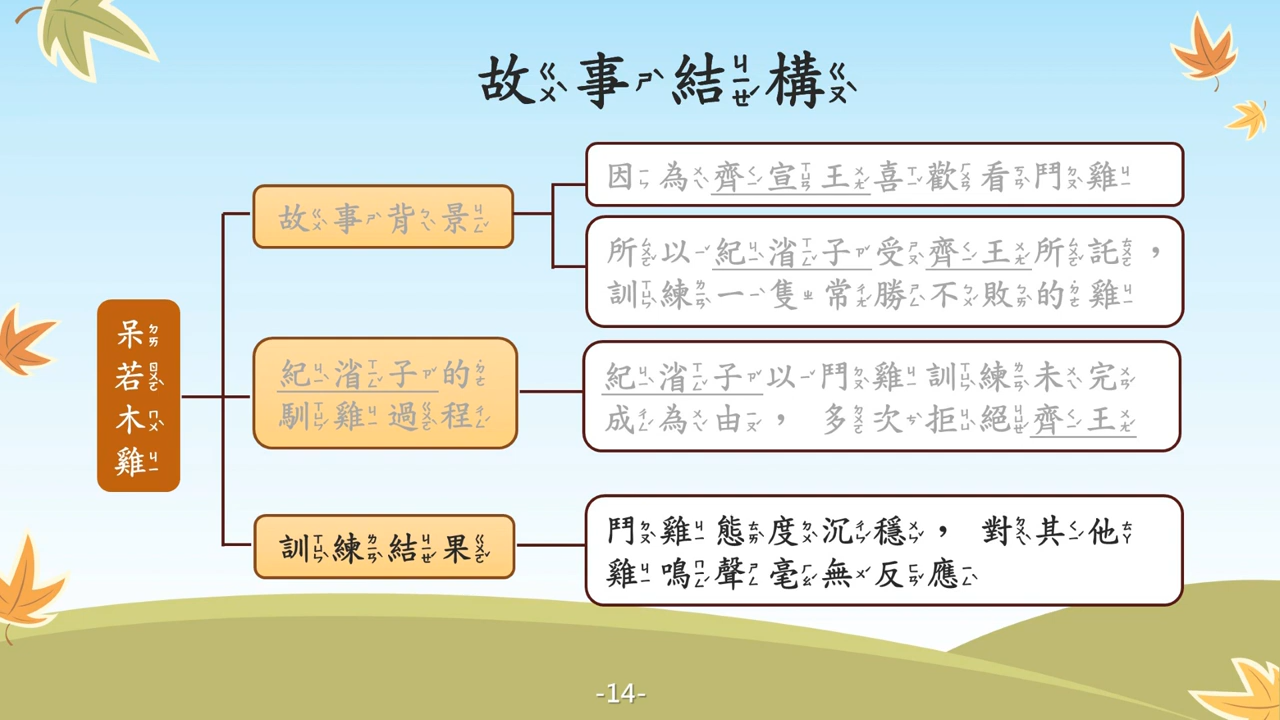 故事結構
呆若木雞
故事背景
因為齊宣王喜歡看鬥雞
所以紀渻子受齊王所託，
訓練一隻常勝不敗的雞
紀渻子的
馴雞過程
紀渻子以鬥雞訓練未完
成為由，多次拒絕齊王
訓練結果
鬥雞態度沉穩，對其他
雞鳴聲毫無反應
-14-